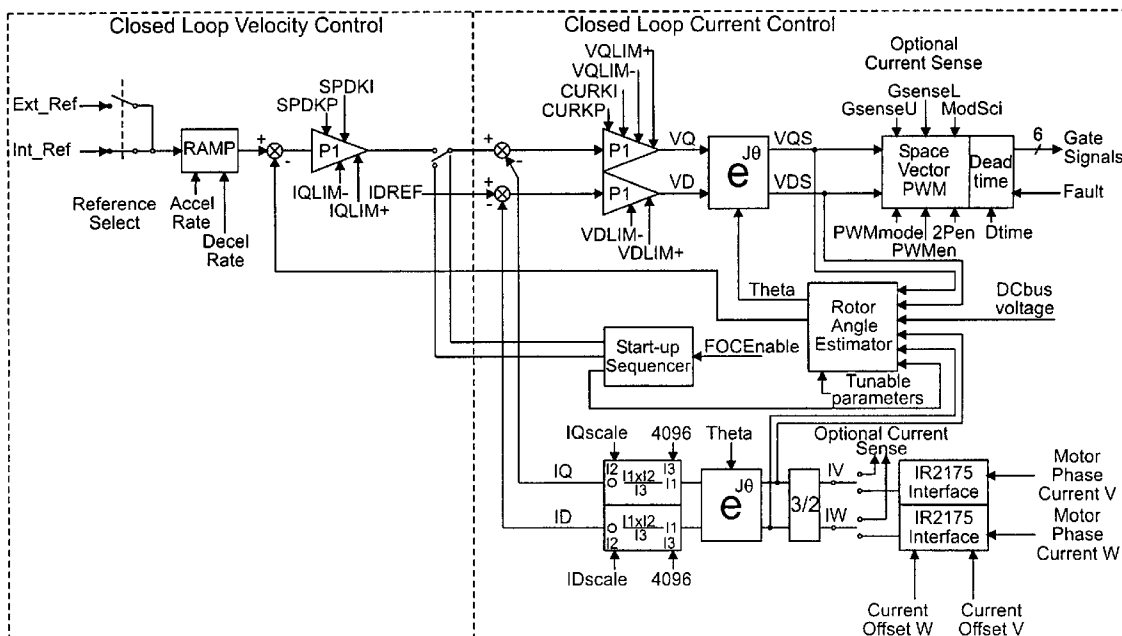 Closed Loop Velocity Control
Closed Loop Current Control
Ext_Ref
Int_Ref
Reference
Select
RAMP
Accel
Rate
Decel
Rate
+
-
SPDKP
SPDKI
P1
IQLIM-
IQLIM+
IDREF
+
-
+
-
VQLIM+
VQLIM-
CURKI
CURKP
P1
P1
VDLIM-
VDLIM+
VQ
VD
e
Jθ
VQS
VDS
Optional
Current Sense
GsenseL
GsenseU
ModScl
Space
Vector
PWM
Dead
time
6
Gate
Signals
Fault
PWMmode
PWMen
2Pen
Dtime
Theta
Rotor
Angle
Estimator
DCbus
voltage
Tunable
parameters
Start-up
Sequencer
FOCEnable
IQscale
4096
Theta
IQ
I2
I1xI2
I3
I3
I1
ID
I1xI2
I3
I1
I2
I3
IDscale
4096
e
Jθ
3/2
IV
IW
Optional Current
Sense
IR2175
Interface
IR2175
Interface
Motor
Phase
Current V
Motor
Phase
Current W
Current
Offset W
Current
Offset V